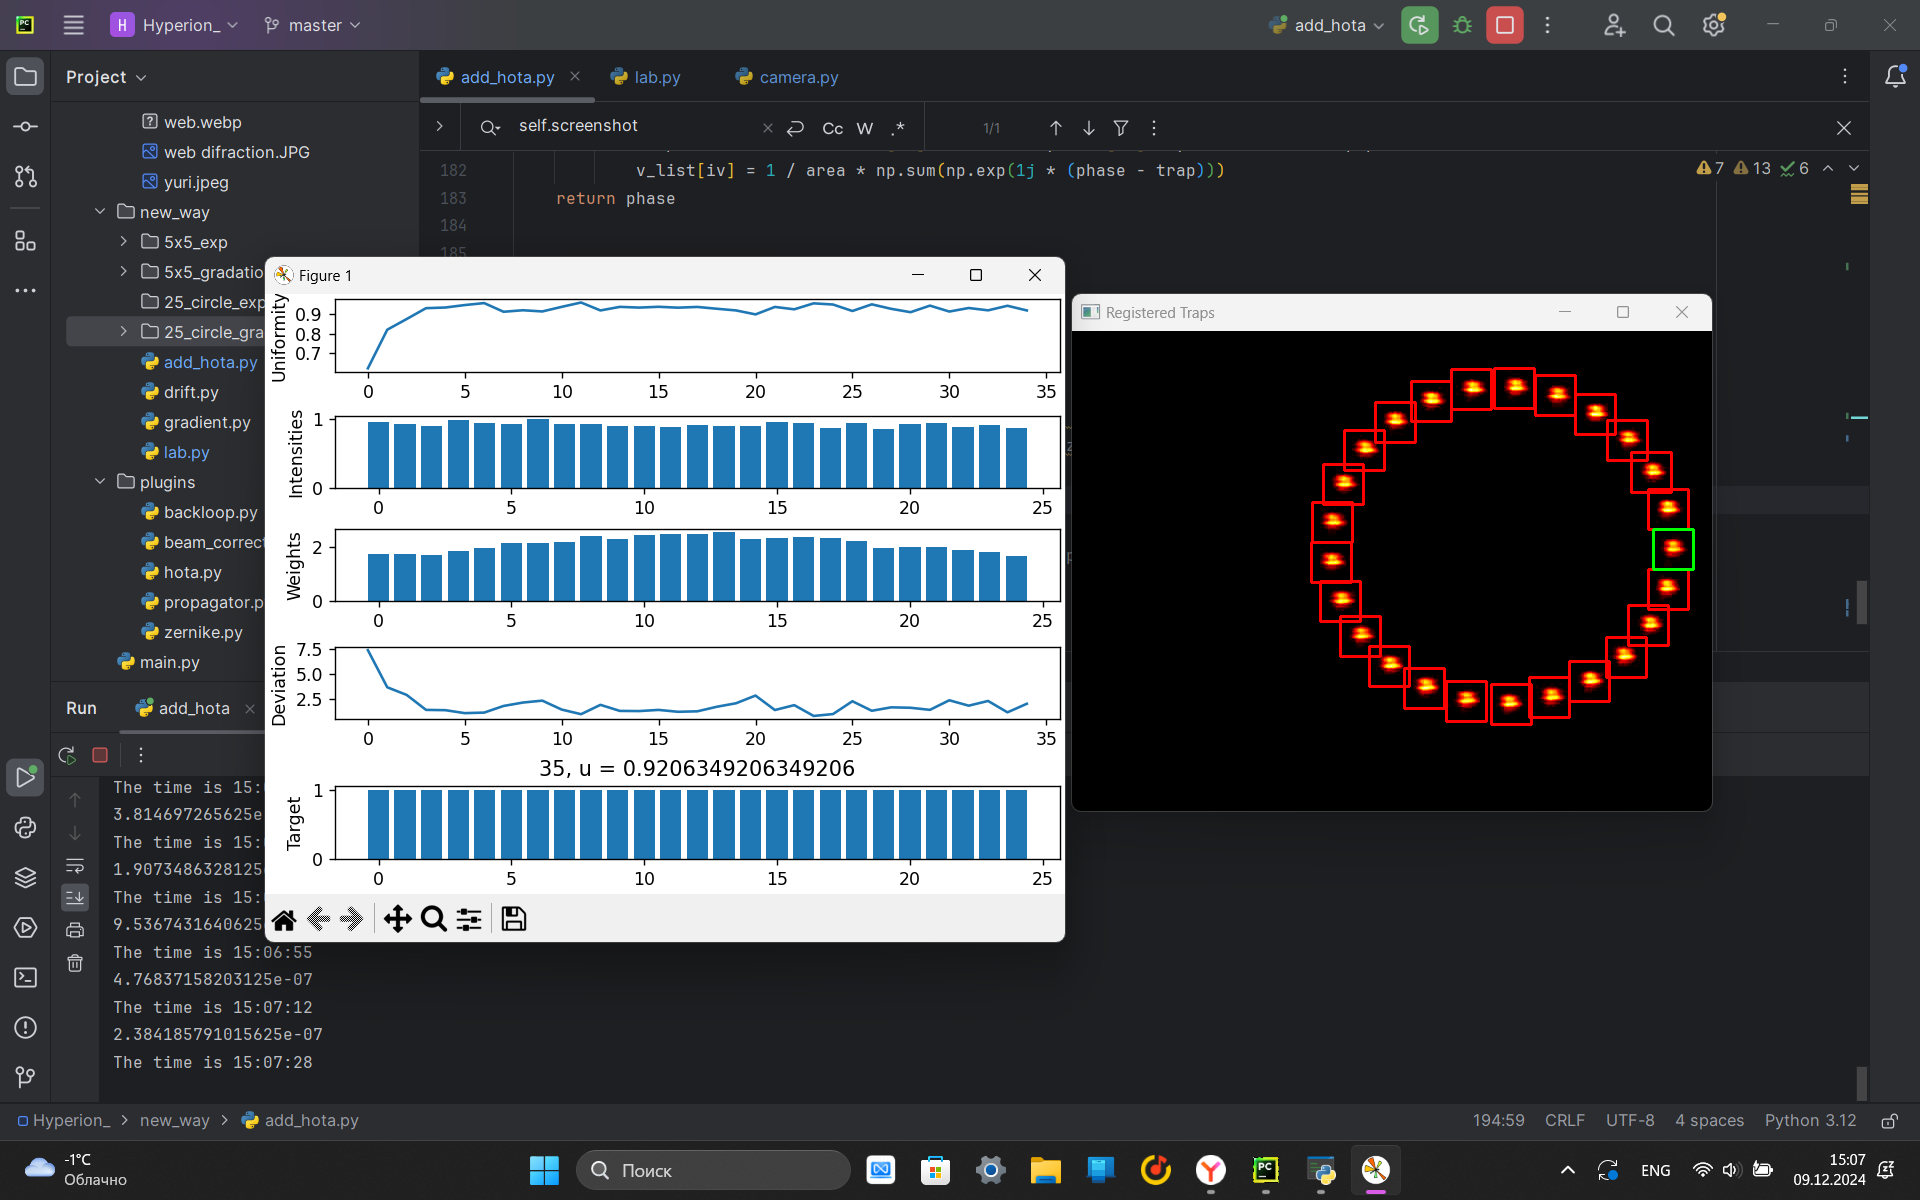 PC
H
Hyperion_
master
add_hota
Project
add_hota.py
lab.py
camera.py
self.screenshot
Cc
W
.*
1/1
web.webp
web difraction.JPG
yuri.jpeg
new_way
5x5_exp
5x5_gradatio
25_circle_exp
25_circle_gra
add_hota.py
drift.py
gradient.py
lab.py
plugins
backloop.py
beam_correct
hota.py
propagator.p
zernike.py
main.py
182 v_list[iv] = 1 / area * np.sum(np.exp(1j * (phase - trap)))
183 return phase
184
185
7 13 6
Figure 1
Uniformity
0.9
0.8
0.7
0 5 10 15 20 25 30 35
Intensities
1
0
0 5 10 15 20 25
Weights
2
0
0 5 10 15 20 25
Deviation
7.5
5.0
2.5
0 5 10 15 20 25 30 35
35, u = 0.9206349206349206
Target
1
0
0 5 10 15 20 25
Registered Traps
Run
add_hota
The time is 15:
3.814697265625e
The time is 15:
1.9073486328125
The time is 15:
9.5367431640625
The time is 15:06:55
4.76837158203125e-07
The time is 15:07:12
2.384185791015625e-07
The time is 15:07:28
Hyperion_ > new_way > add_hota.py
194:59 CRLF UTF-8 4 spaces Python 3.12
-1°C
Облачно
Поиск
PC
ENG
15:07
09.12.2024